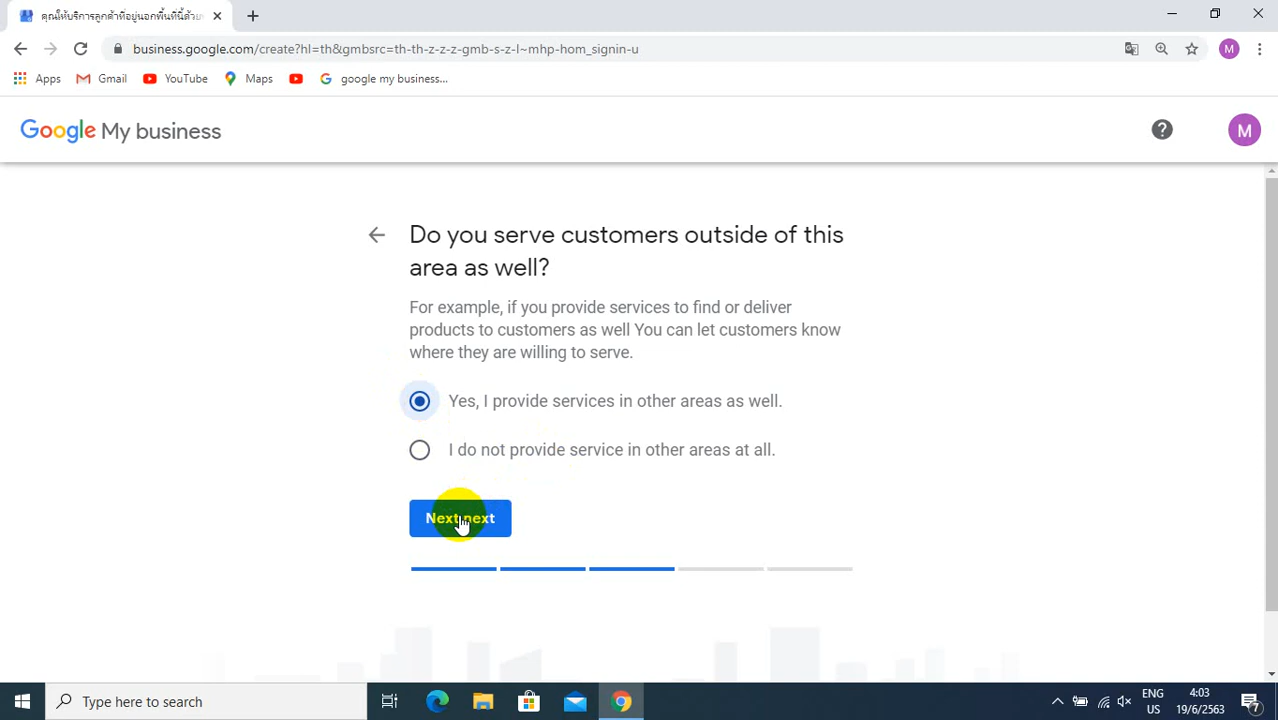 คุณให้บริการลูกค้าที่อยู่นอกพื้นที่นี้ด้วย
business.google.com/create?hl=th&gmbsrc=th-th-z-z-z-gmb-s-z-l~mhp-hom_signin-u
M
Apps
Gmail
YouTube
Maps
google my business...
Google My business
M
Do you serve customers outside of this
area as well?
For example, if you provide services to find or deliver
products to customers as well You can let customers know
where they are willing to serve.
Yes, I provide services in other areas as well.
I do not provide service in other areas at all.
Next next
Type here to search
ENG
US
4:03
19/6/2563
7